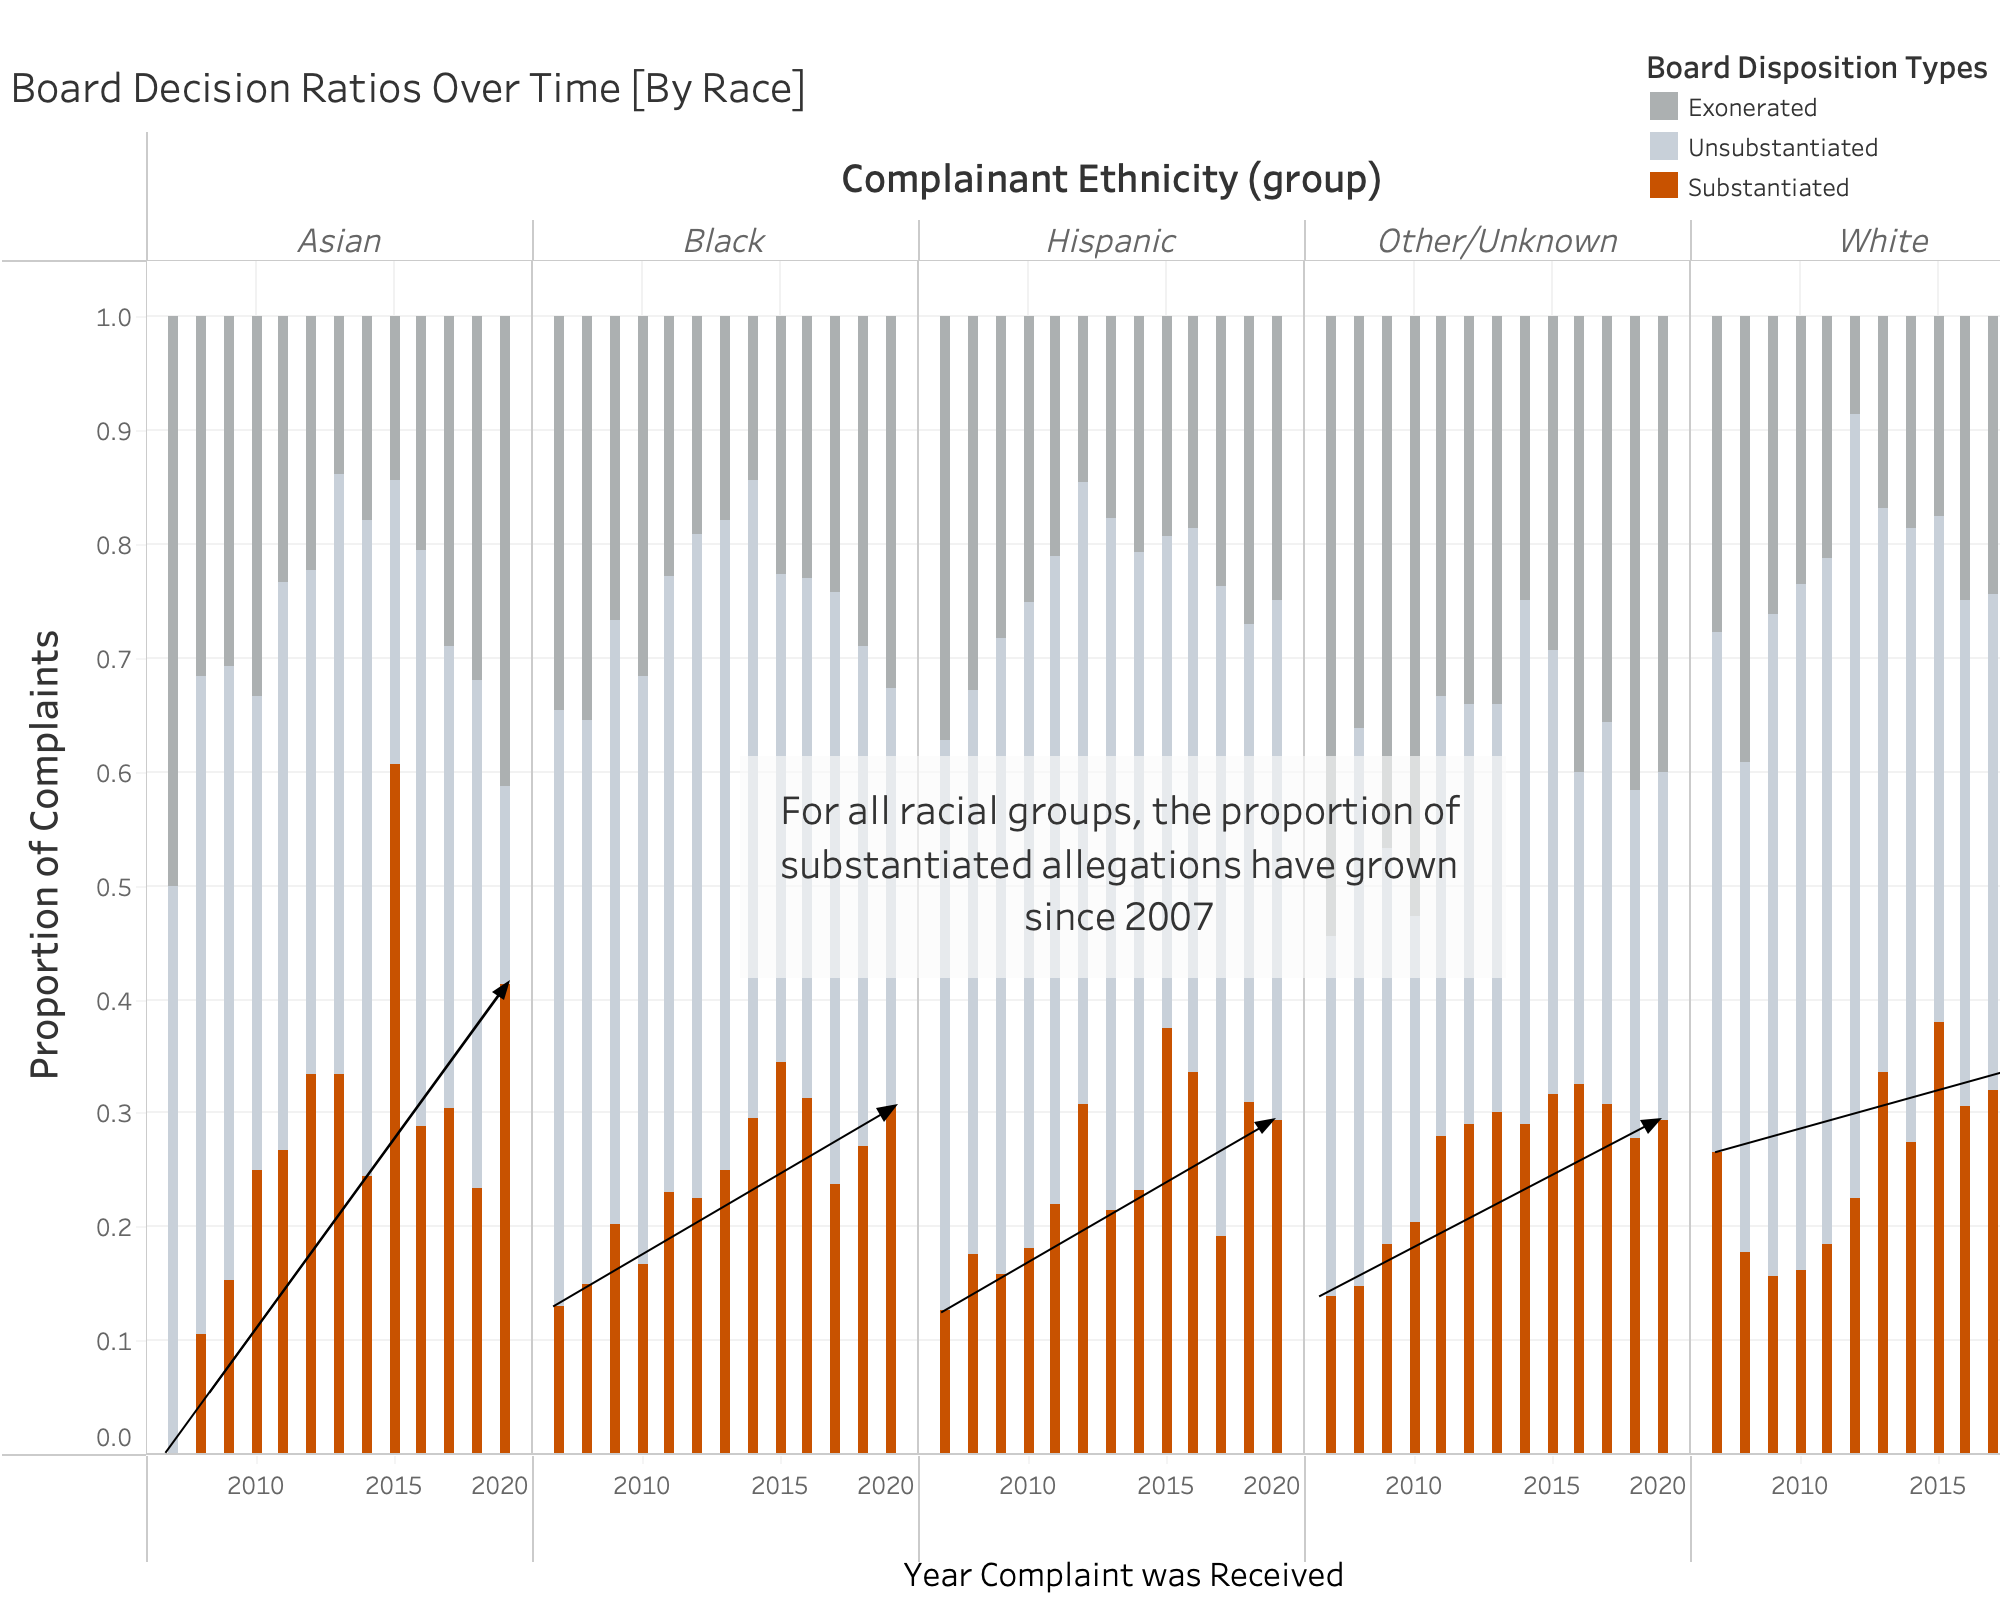 Board Decision Ratios Over Time [By Race]
Board Disposition Types
Exonerated
Unsubstantiated
Substantiated
Complainant Ethnicity (group)
Asian Black Hispanic Other/Unknown White
Proportion of Complaints
1.0
0.9
0.8
0.7
0.6
0.5
0.4
0.3
0.2
0.1
0.0
For all racial groups, the proportion of
substantiated allegations have grown
since 2007
2010 2015 2020 2010 2015 2020 2010 2015 2020 2010 2015 2020 2010 2015
Year Complaint was Received